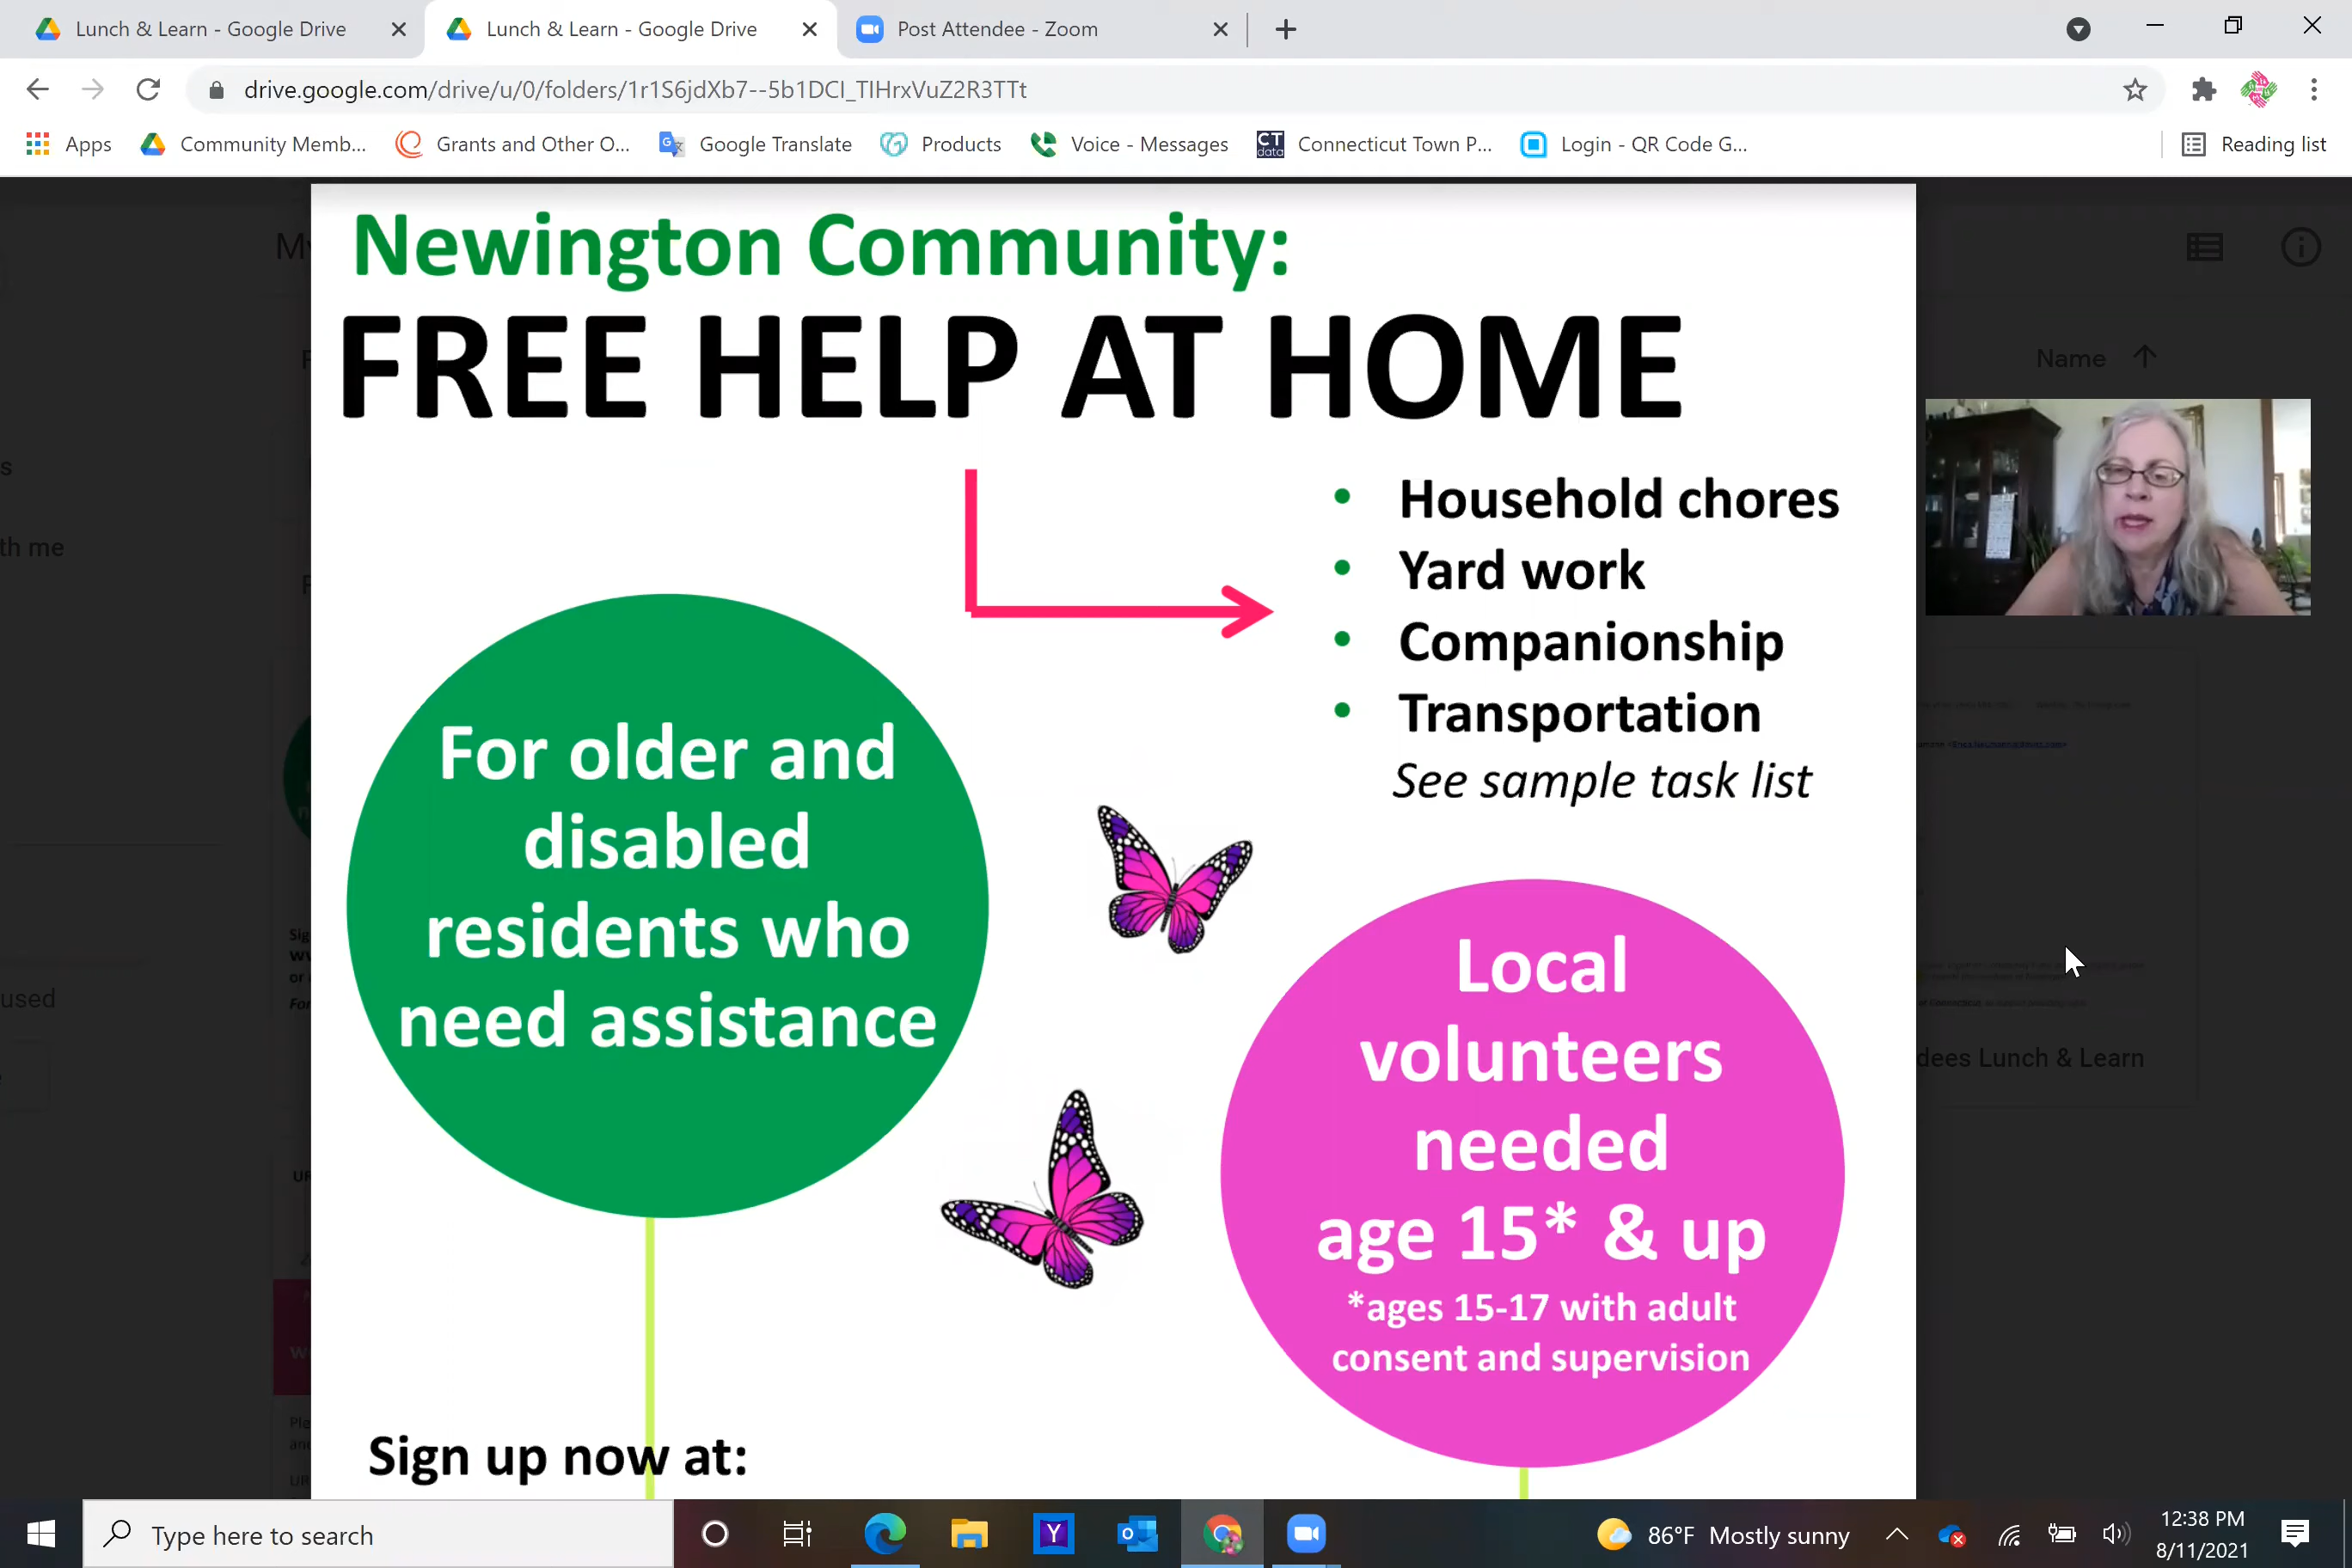 Lunch & Learn - Google Drive
Lunch & Learn - Google Drive
Post Attendee - Zoom
drive.google.com/drive/u/0/folders/1r1S6jdXb7--5b1DCI_TIHrxVuZ2R3TTt
Apps
Community Memb...
Grants and Other O...
Google Translate
Products
Voice - Messages
CT data
Connecticut Town P...
Login - QR Code G...
Reading list
Newington Community:
FREE HELP AT HOME
Name
• Household chores
• Yard work
• Companionship
• Transportation
See sample task list
th me
For older and
disabled
residents who
need assistance
Local
volunteers
needed
age 15* & up
*ages 15-17 with adult
consent and supervision
used
dees Lunch & Learn
Sign up now at:
Type here to search
86°F Mostly sunny
12:38 PM
8/11/2021